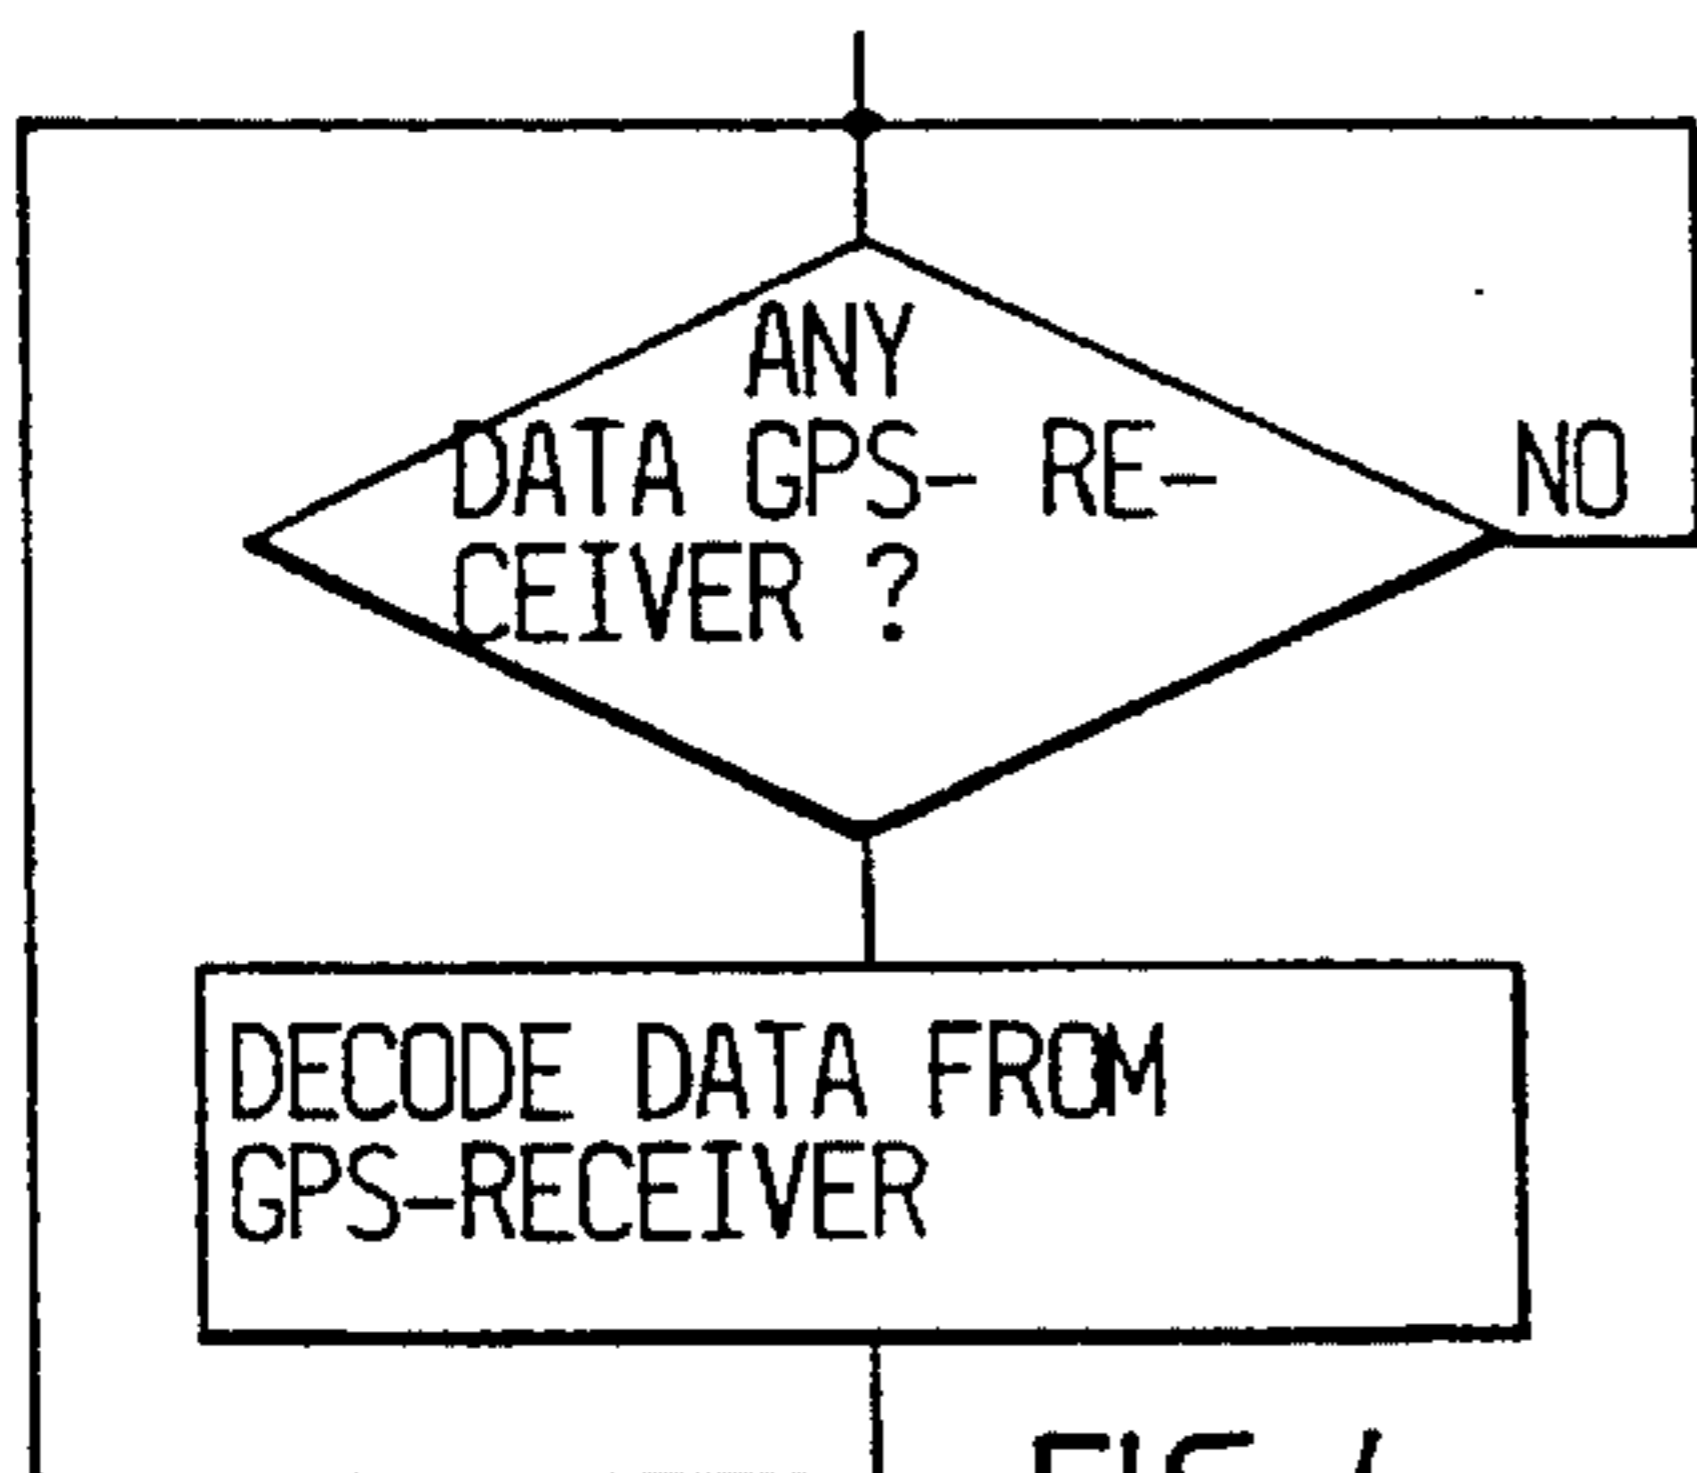 ANY
DATA GPS- RE-
CEIVER ?
NO
DECODE DATA FROM
GPS-RECEIVER